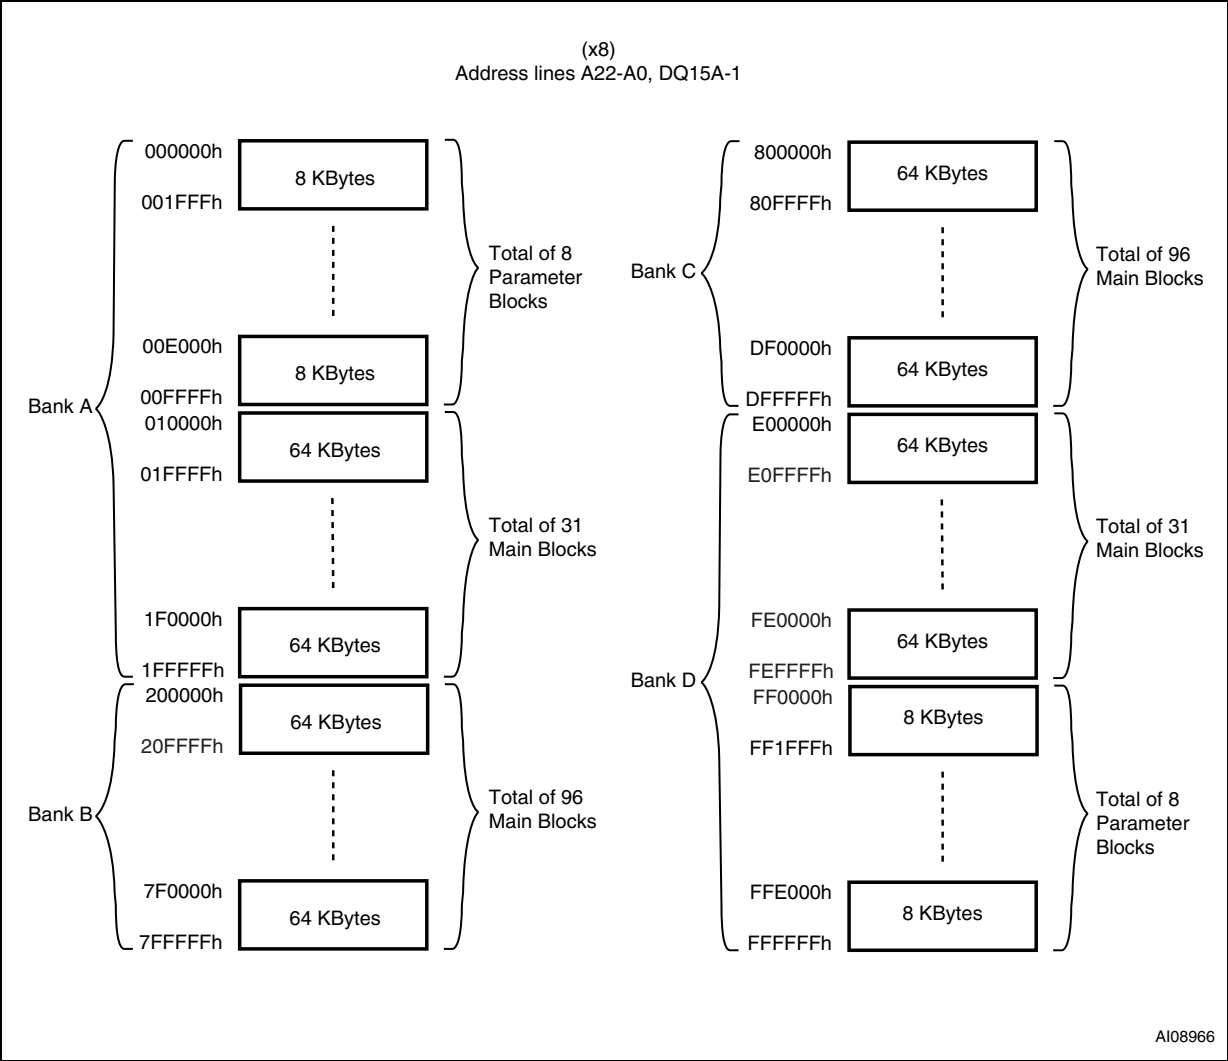 (x8)
Address lines A22-A0, DQ15A-1
Bank A
000000h
8 KBytes
001FFFh
Total of 8
Parameter
Blocks
00E000h
8 KBytes
00FFFFh
010000h
64 KBytes
01FFFFh
Total of 31
Main Blocks
1F0000h
64 KBytes
1FFFFFh
Bank B
200000h
64 KBytes
20FFFFh
Total of 96
Main Blocks
7F0000h
64 KBytes
7FFFFFh
Bank C
800000h
64 KBytes
80FFFFh
Total of 96
Main Blocks
DF0000h
64 KBytes
DFFFFFh
Bank D
E00000h
64 KBytes
E0FFFFh
Total of 31
Main Blocks
FE0000h
64 KBytes
FEFFFFh
FF0000h
8 KBytes
FF1FFFh
Total of 8
Parameter
Blocks
FFE000h
8 KBytes
FFFFFFh
AI08966